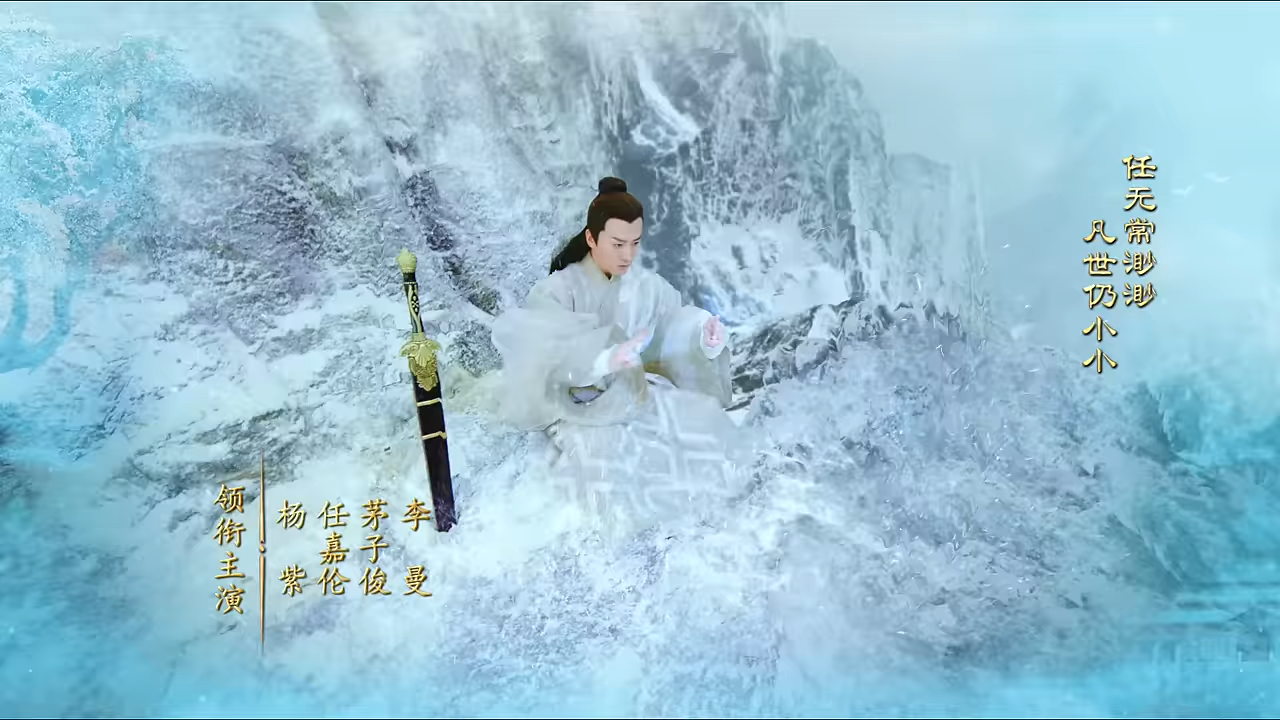 任无常渺渺
凡世仍小小
领衔主演
杨紫
任嘉伦
茅子俊
李曼